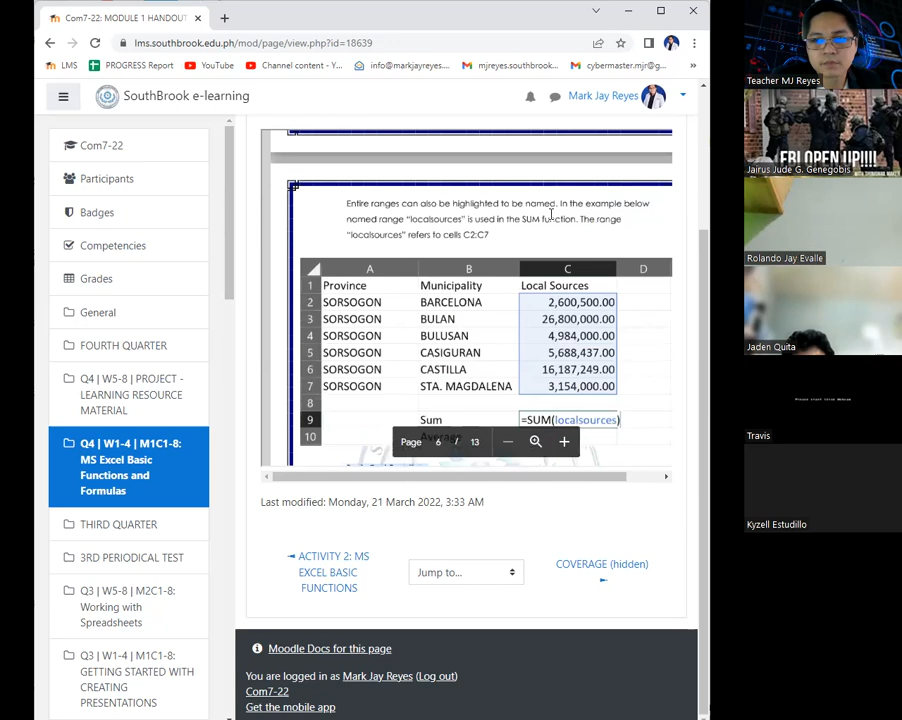 Com7-22: MODULE 1 HANDOUT
lms.southbrook.edu.ph/mod/page/view.php?id=18639
LMS
PROGRESS Report
YouTube
Channel content - Y...
info@markjayreyes....
mjreyes.southbrook...
cybermaster.mjr@g...
SouthBrook e-learning
Mark Jay Reyes
Com7-22
Participants
Badges
Competencies
Grades
General
FOURTH QUARTER
Q4 | W5-8 | PROJECT -
LEARNING RESOURCE
MATERIAL
Q4 | W1-4 | M1C1-8:
MS Excel Basic
Functions and
Formulas
THIRD QUARTER
3RD PERIODICAL TEST
Q3 | W5-8 | M2C1-8:
Working with
Spreadsheets
Q3 | W1-4 | M1C1-8:
GETTING STARTED WITH
CREATING
PRESENTATIONS
Entire ranges can also be highlighted to be named. In the example below
named range “localsources” is used in the SUM function. The range
“localsources” refers to cells C2:C7
A B C D
1 Province Municipality Local Sources
2 SORSOGON BARCELONA 2,600,500.00
3 SORSOGON BULAN 26,800,000.00
4 SORSOGON BULUSAN 4,984,000.00
5 SORSOGON CASIGURAN 5,688,437.00
6 SORSOGON CASTILLA 16,187,249.00
7 SORSOGON STA. MAGDALENA 3,154,000.00
8
9 Sum =SUM(localsources)
10
Page 6 / 13
Last modified: Monday, 21 March 2022, 3:33 AM
◄ ACTIVITY 2: MS
EXCEL BASIC
FUNCTIONS
Jump to...
COVERAGE (hidden)
►
Moodle Docs for this page
You are logged in as Mark Jay Reyes (Log out)
Com7-22
Get the mobile app
Teacher MJ Reyes
FBI OPEN UP!!!!
Jairus Jude G. Genegobis
Rolando Jay Evalle
Jaden Quita
Travis
Kyzell Estudillo